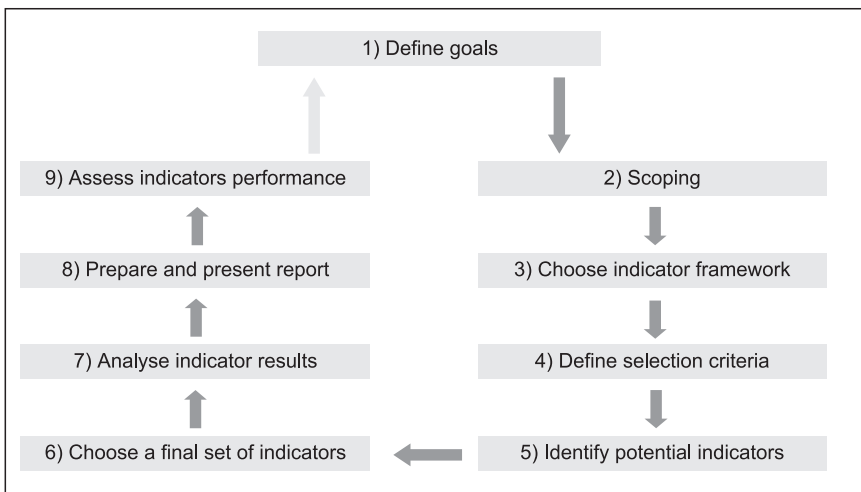 1) Define goals
2) Scoping
3) Choose indicator framework
4) Define selection criteria
5) Identify potential indicators
6) Choose a final set of indicators
7) Analyse indicator results
8) Prepare and present report
9) Assess indicators performance